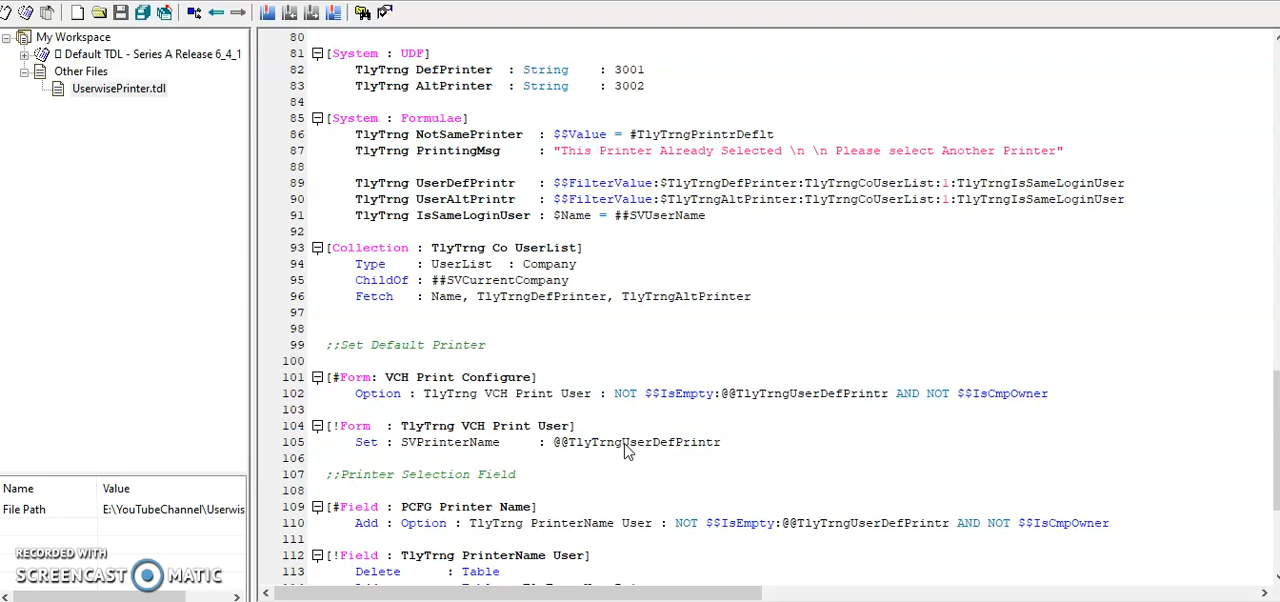 My Workspace
Default TDL - Series A Release 6_4_1
Other Files
UserwisePrinter.tdl
Name Value
File Path E:\YouTubeChannel\Userwis
RECORDED WITH
SCREENCAST MATIC
80
81 [System : UDF]
82 TlyTrng DefPrinter : String : 3001
83 TlyTrng AltPrinter : String : 3002
84
85 [System : Formulae]
86 TlyTrng NotSamePrinter : $$Value = #TlyTrngPrintrDeflt
87 TlyTrng PrintingMsg : "This Printer Already Selected \n \n Please select Another Printer"
88
89 TlyTrng UserDefPrintr : $$FilterValue:$TlyTrngDefPrinter:TlyTrngCoUserList:1:TlyTrngIsSameLoginUser
90 TlyTrng UserAltPrintr : $$FilterValue:$TlyTrngAltPrinter:TlyTrngCoUserList:1:TlyTrngIsSameLoginUser
91 TlyTrng IsSameLoginUser : $Name = ##SVUserName
92
93 [Collection : TlyTrng Co UserList]
94 Type : UserList : Company
95 ChildOf : ##SVCurrentCompany
96 Fetch : Name, TlyTrngDefPrinter, TlyTrngAltPrinter
97
98
99 ;;Set Default Printer
100
101 [#Form: VCH Print Configure]
102 Option : TlyTrng VCH Print User : NOT $$IsEmpty:@@TlyTrngUserDefPrintr AND NOT $$IsCmpOwner
103
104 [!Form : TlyTrng VCH Print User]
105 Set : SVPrinterName : @@TlyTrngUserDefPrintr
106
107 ;;Printer Selection Field
108
109 [#Field : PCFG Printer Name]
110 Add : Option : TlyTrng PrinterName User : NOT $$IsEmpty:@@TlyTrngUserDefPrintr AND NOT $$IsCmpOwner
111
112 [!Field : TlyTrng PrinterName User]
113 Delete : Table